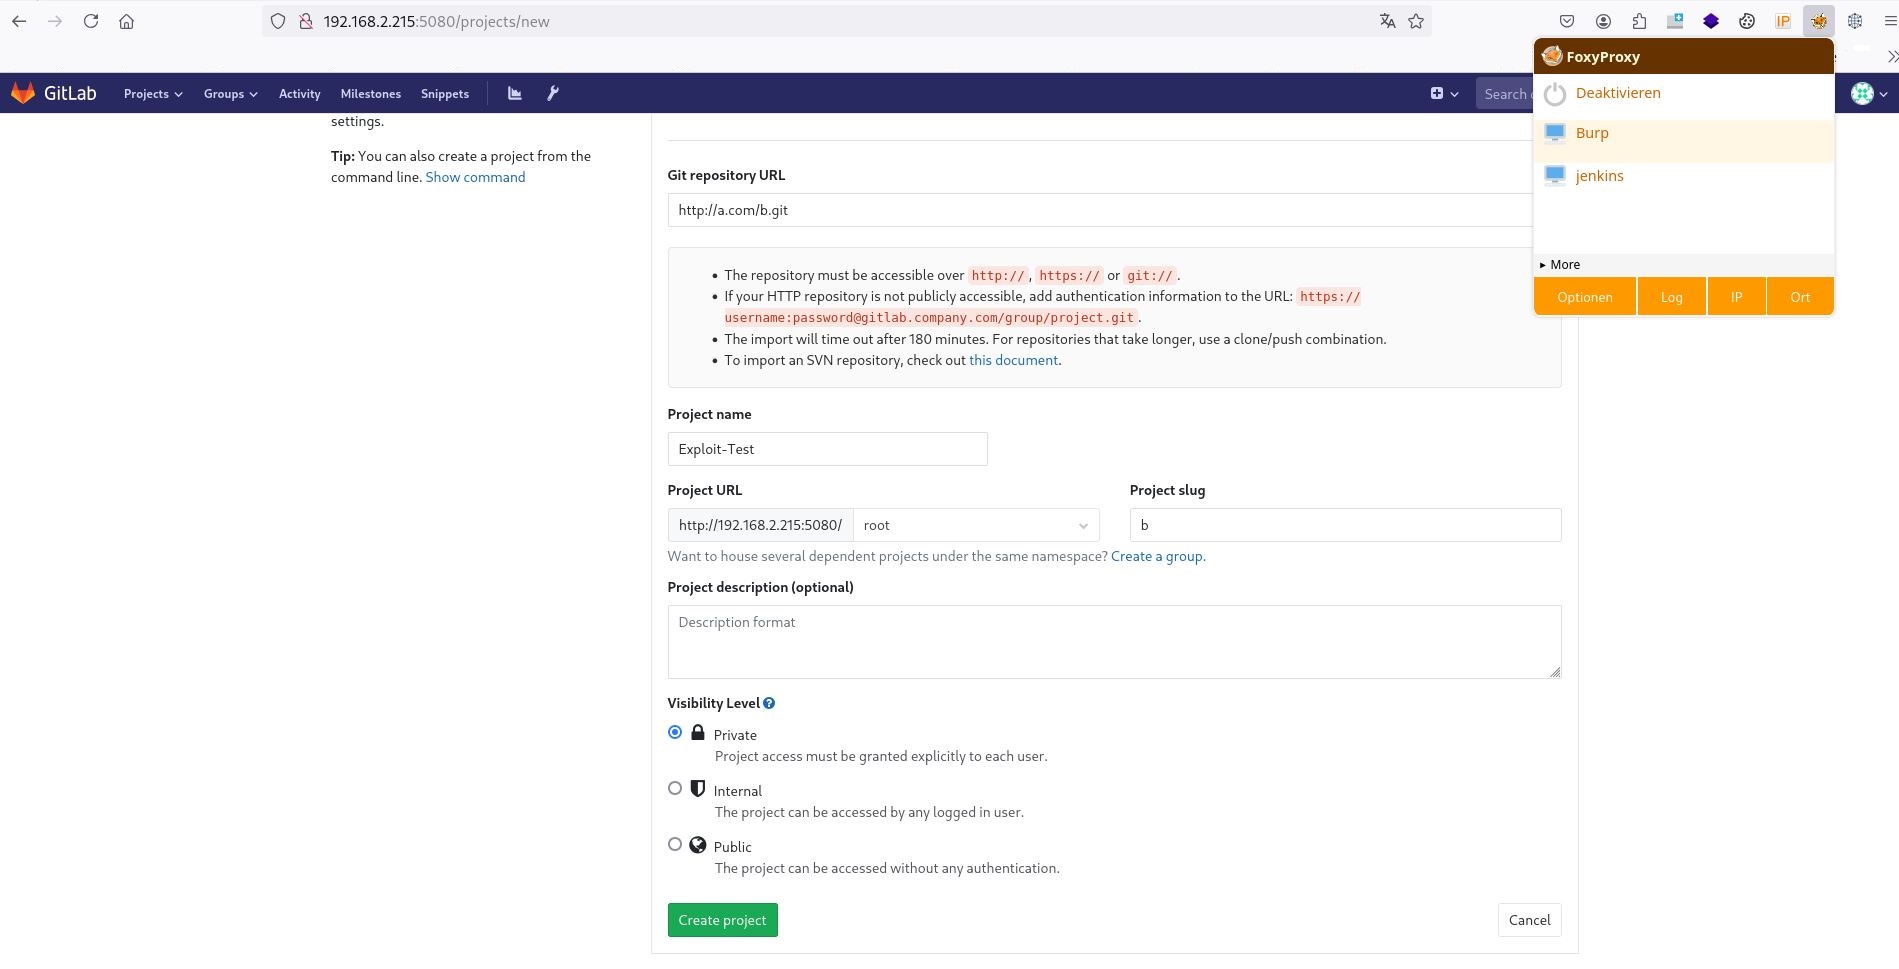 192.168.2.215:5080/projects/new
IP
FoxyProxy
Deaktivieren
Burp
jenkins
▸ More
Optionen Log IP Ort
GitLab Projects Groups Activity Milestones Snippets Search
settings.
Tip: You can also create a project from the
command line. Show command
Git repository URL
http://a.com/b.git
• The repository must be accessible over http://, https:// or git://.
• If your HTTP repository is not publicly accessible, add authentication information to the URL: https://
username:password@gitlab.company.com/group/project.git.
• The import will time out after 180 minutes. For repositories that take longer, use a clone/push combination.
• To import an SVN repository, check out this document.
Project name
Exploit-Test
Project URL Project slug
http://192.168.2.215:5080/ root b
Want to house several dependent projects under the same namespace? Create a group.
Project description (optional)
Description format
Visibility Level ?
Private
Project access must be granted explicitly to each user.
Internal
The project can be accessed by any logged in user.
Public
The project can be accessed without any authentication.
Create project Cancel